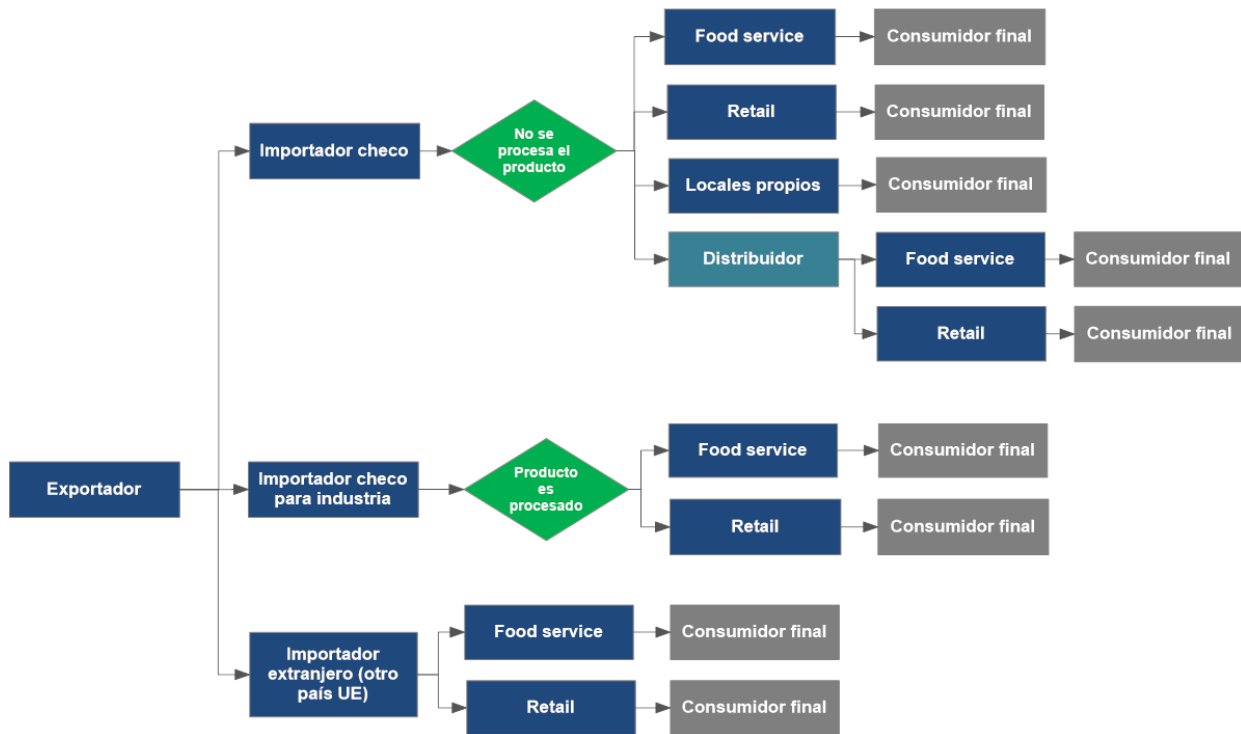 Food service
Consumidor final
Retail
Consumidor final
Importador checo
No se
procesa el
producto
Locales propios
Consumidor final
Distribuidor
Food service
Consumidor final
Retail
Consumidor final
Exportador
Importador checo
para industria
Producto
es
procesado
Food service
Consumidor final
Retail
Consumidor final
Importador
extranjero (otro
país UE)
Food service
Consumidor final
Retail
Consumidor final